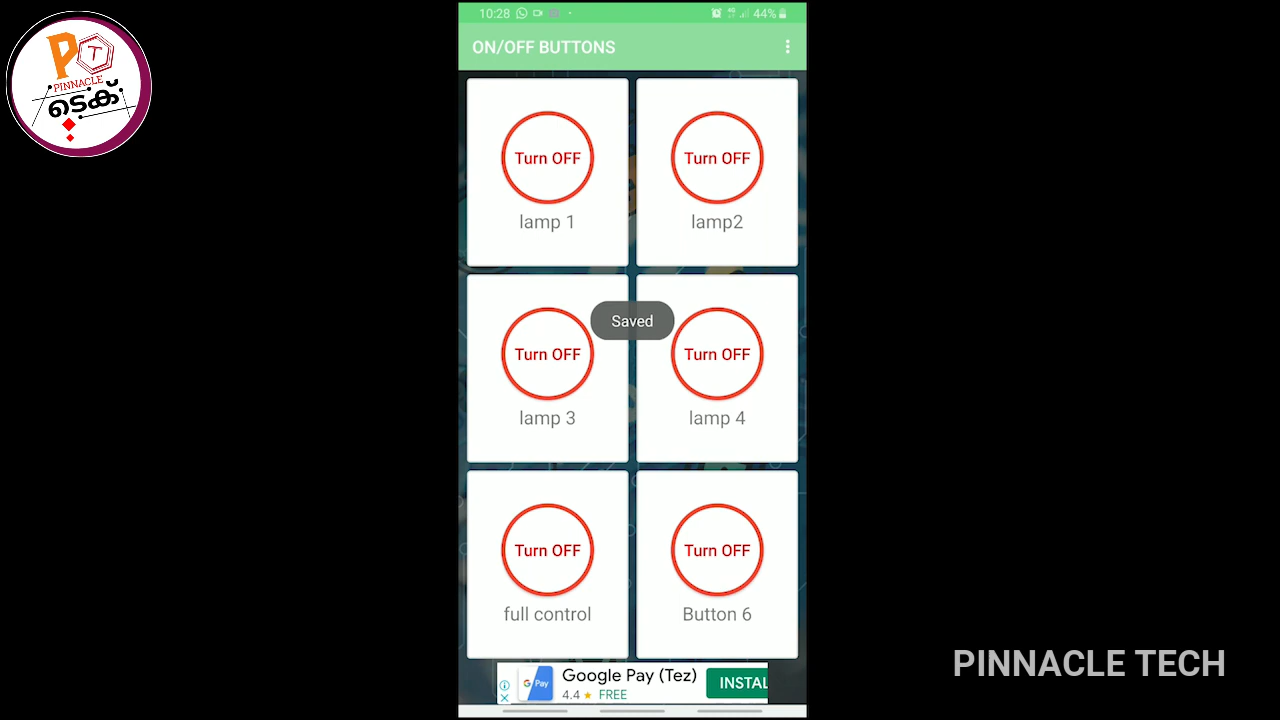 P T
PINNACLE
ടെക്
10:28 44%
ON/OFF BUTTONS
Turn OFF Turn OFF
lamp 1 lamp2
Saved
Turn OFF Turn OFF
lamp 3 lamp 4
Turn OFF Turn OFF
full control Button 6
G Pay Google Pay (Tez) INSTAL
4.4 FREE
PINNACLE TECH